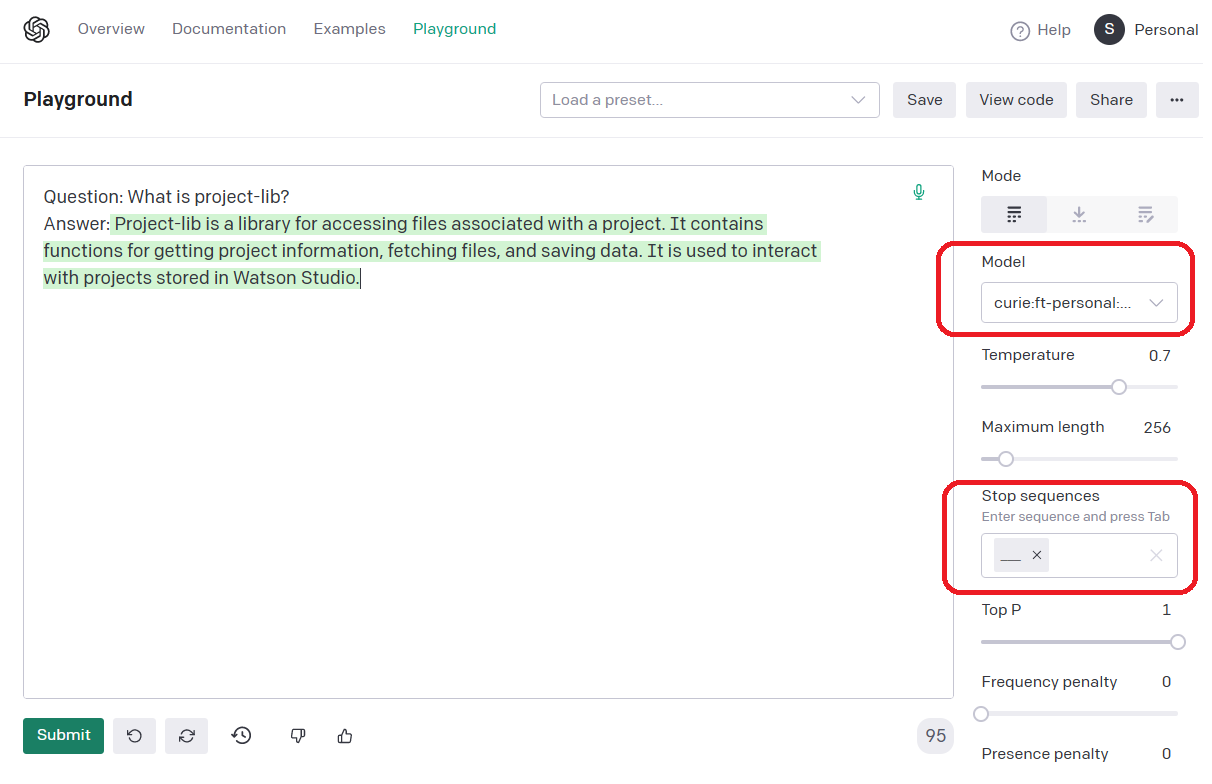 Overview Documentation Examples Playground Help S Personal
Playground Load a preset... Save View code Share ...
Question: What is project-lib?
Answer: Project-lib is a library for accessing files associated with a project. It contains
functions for getting project information, fetching files, and saving data. It is used to interact
with projects stored in Watson Studio.
Mode
Model
curie:ft-personal:...
Temperature 0.7
Maximum length 256
Stop sequences
Enter sequence and press Tab
___ ×
Top P 1
Frequency penalty 0
Presence penalty 0
Submit 95